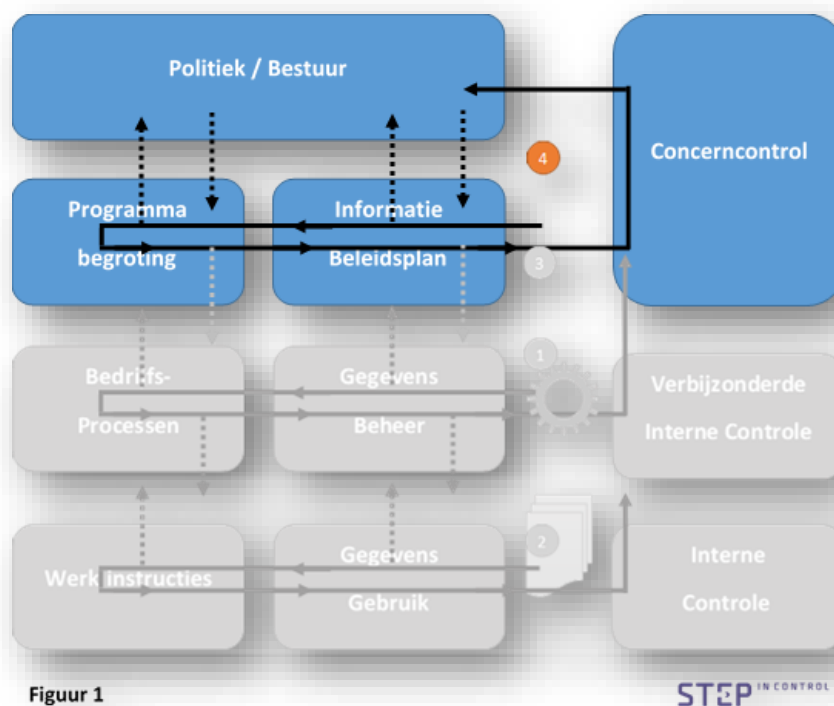 Politiek / Bestuur
Concerncontrol
4
Programma
begroting
Informatie
Beleidsplan
3
Bedrijfs-
Processen
Gegevens
Beheer
1
Verbijzonderde
Interne Controle
Werk instructies
Gegevens
Gebruik
2
Interne
Controle
Figuur 1
STEP IN CONTROL